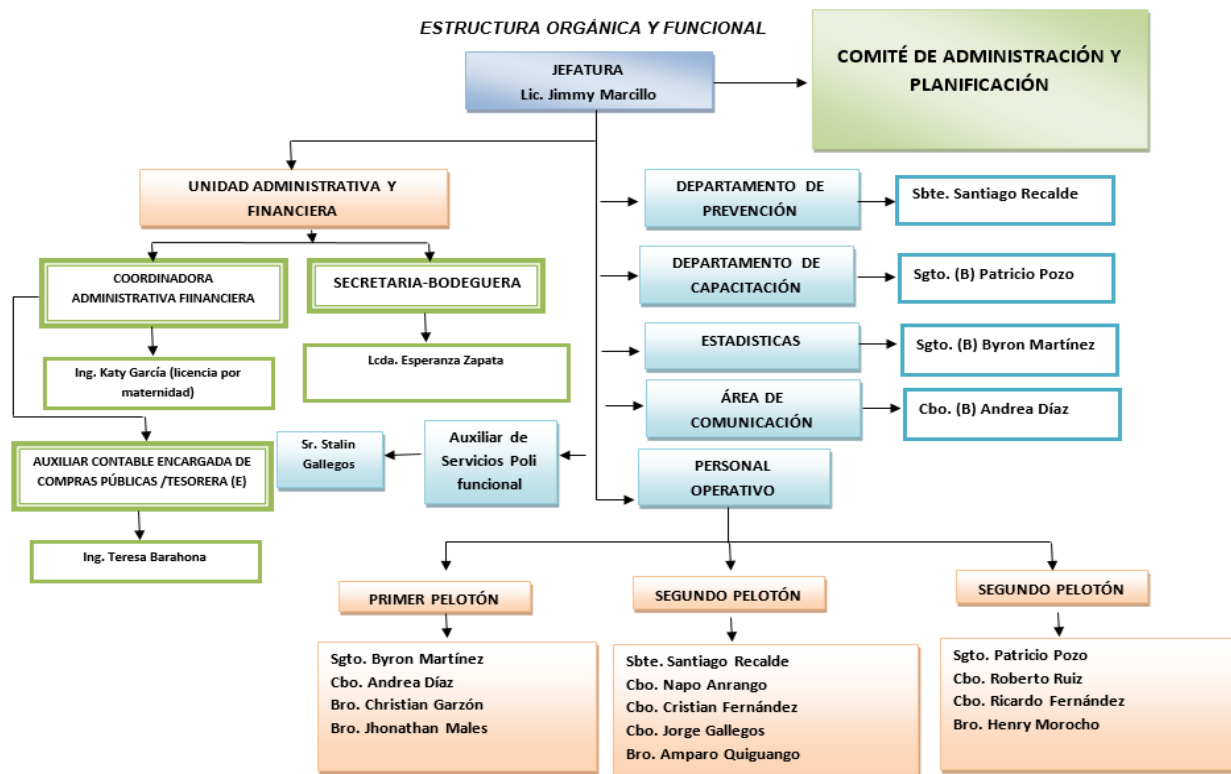 ESTRUCTURA ORGÁNICA Y FUNCIONAL
JEFATURA
Lic. Jimmy Marcillo
COMITÉ DE ADMINISTRACIÓN Y
PLANIFICACIÓN
UNIDAD ADMINISTRATIVA Y
FINANCIERA
COORDINADORA
ADMINISTRATIVA FIINANCIERA
SECRETARIA-BODEGUERA
Ing. Katy García (licencia por
maternidad)
Lcda. Esperanza Zapata
AUXILIAR CONTABLE ENCARGADA DE
COMPRAS PÚBLICAS /TESORERA (E)
Ing. Teresa Barahona
DEPARTAMENTO DE
PREVENCIÓN
Sbte. Santiago Recalde
DEPARTAMENTO DE
CAPACITACIÓN
Sgto. (B) Patricio Pozo
ESTADISTICAS
Sgto. (B) Byron Martínez
ÁREA DE
COMUNICACIÓN
Cbo. (B) Andrea Díaz
Auxiliar de
Servicios Poli
funcional
Sr. Stalin
Gallegos
PERSONAL
OPERATIVO
PRIMER PELOTÓN
Sgto. Byron Martínez
Cbo. Andrea Díaz
Bro. Christian Garzón
Bro. Jhonathan Males
SEGUNDO PELOTÓN
Sbte. Santiago Recalde
Cbo. Napo Anrango
Cbo. Cristian Fernández
Cbo. Jorge Gallegos
Bro. Amparo Quiguango
SEGUNDO PELOTÓN
Sgto. Patricio Pozo
Cbo. Roberto Ruiz
Cbo. Ricardo Fernández
Bro. Henry Morocho